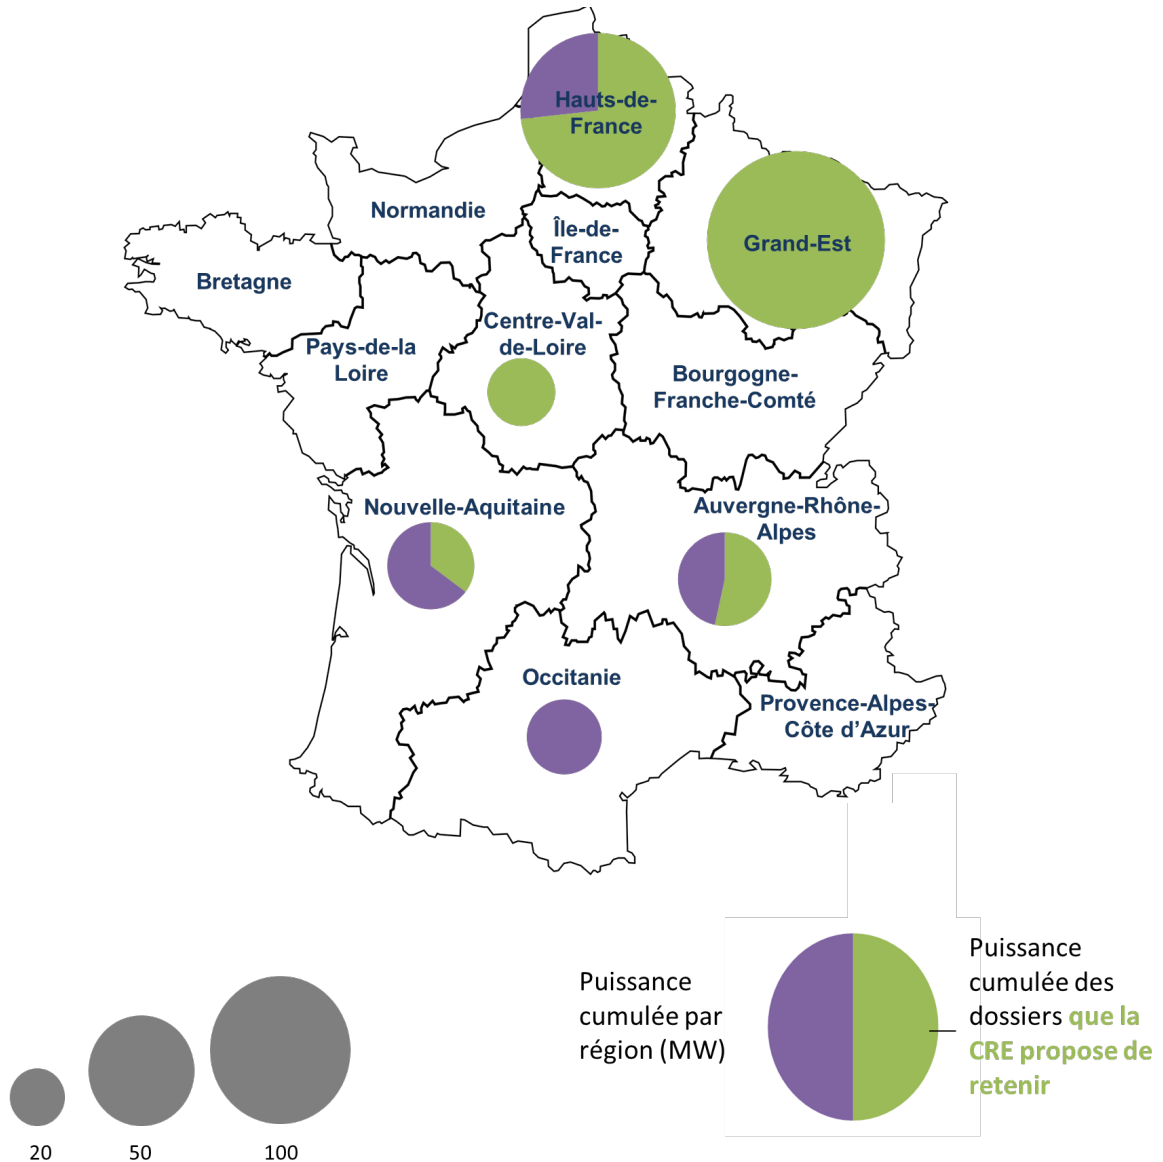 Hauts-de-
France
Normandie
Île-de-
France
Grand-Est
Bretagne
Centre-Val-
de-Loire
Pays-de-la
Loire
Bourgogne-
Franche-Comté
Nouvelle-Aquitaine
Auvergne-Rhône-
Alpes
Occitanie
Provence-Alpes-
Côte d’Azur
Puissance
cumulée par
région (MW)
Puissance
cumulée des
dossiers que la
CRE propose de
retenir
20
50
100